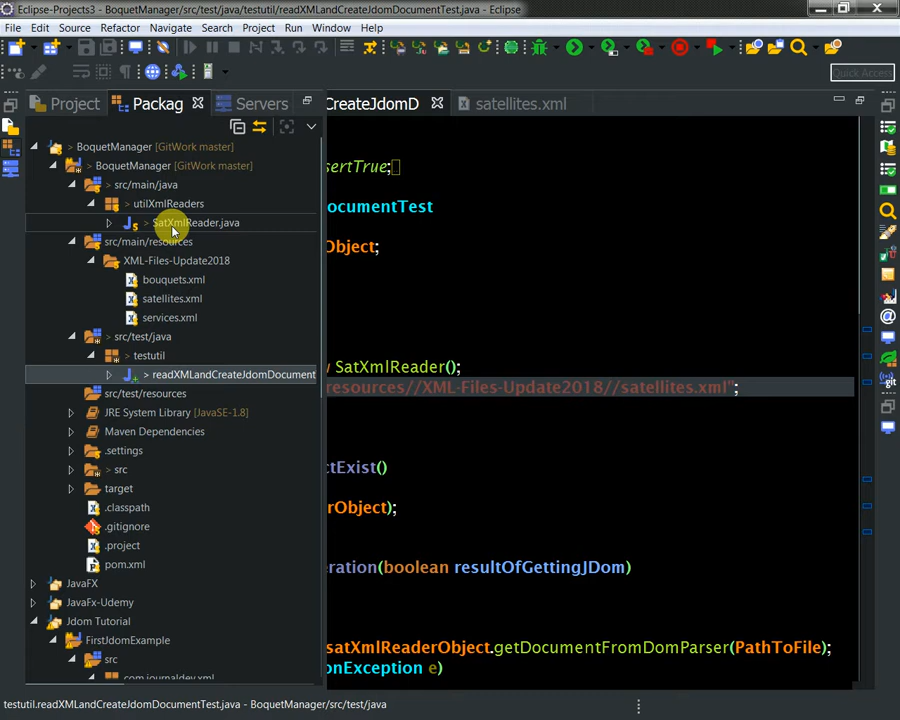 Eclipse-Projects3 - BoquetManager/src/test/java/testutil/readXMLandCreateJdomDocumentTest.java - Eclipse
File Edit Source Refactor Navigate Search Project Run Window Help
Quick Access
Project Packag Servers CreateJdomD satellites.xml
> BoquetManager [GitWork master]
> BoquetManager [GitWork master]
> src/main/java
> utilXmlReaders
> SatXmlReader.java
src/main/resources
XML-Files-Update2018
bouquets.xml
satellites.xml
services.xml
> src/test/java
> testutil
> readXMLandCreateJdomDocument
src/test/resources
JRE System Library [JavaSE-1.8]
Maven Dependencies
.settings
> src
target
.classpath
.gitignore
.project
pom.xml
JavaFX
JavaFx-Udemy
Jdom Tutorial
FirstJdomExample
src
com.journaldev.xml
sertTrue;
ocumentTest
Object;
SatXmlReader();
resources//XML-Files-Update2018//satellites.xml";
ctExist()
rObject);
eration(boolean resultOfGettingJDom)
satXmlReaderObject.getDocumentFromDomParser(PathToFile);
onException e)
testutil.readXMLandCreateJdomDocumentTest.java - BoquetManager/src/test/java